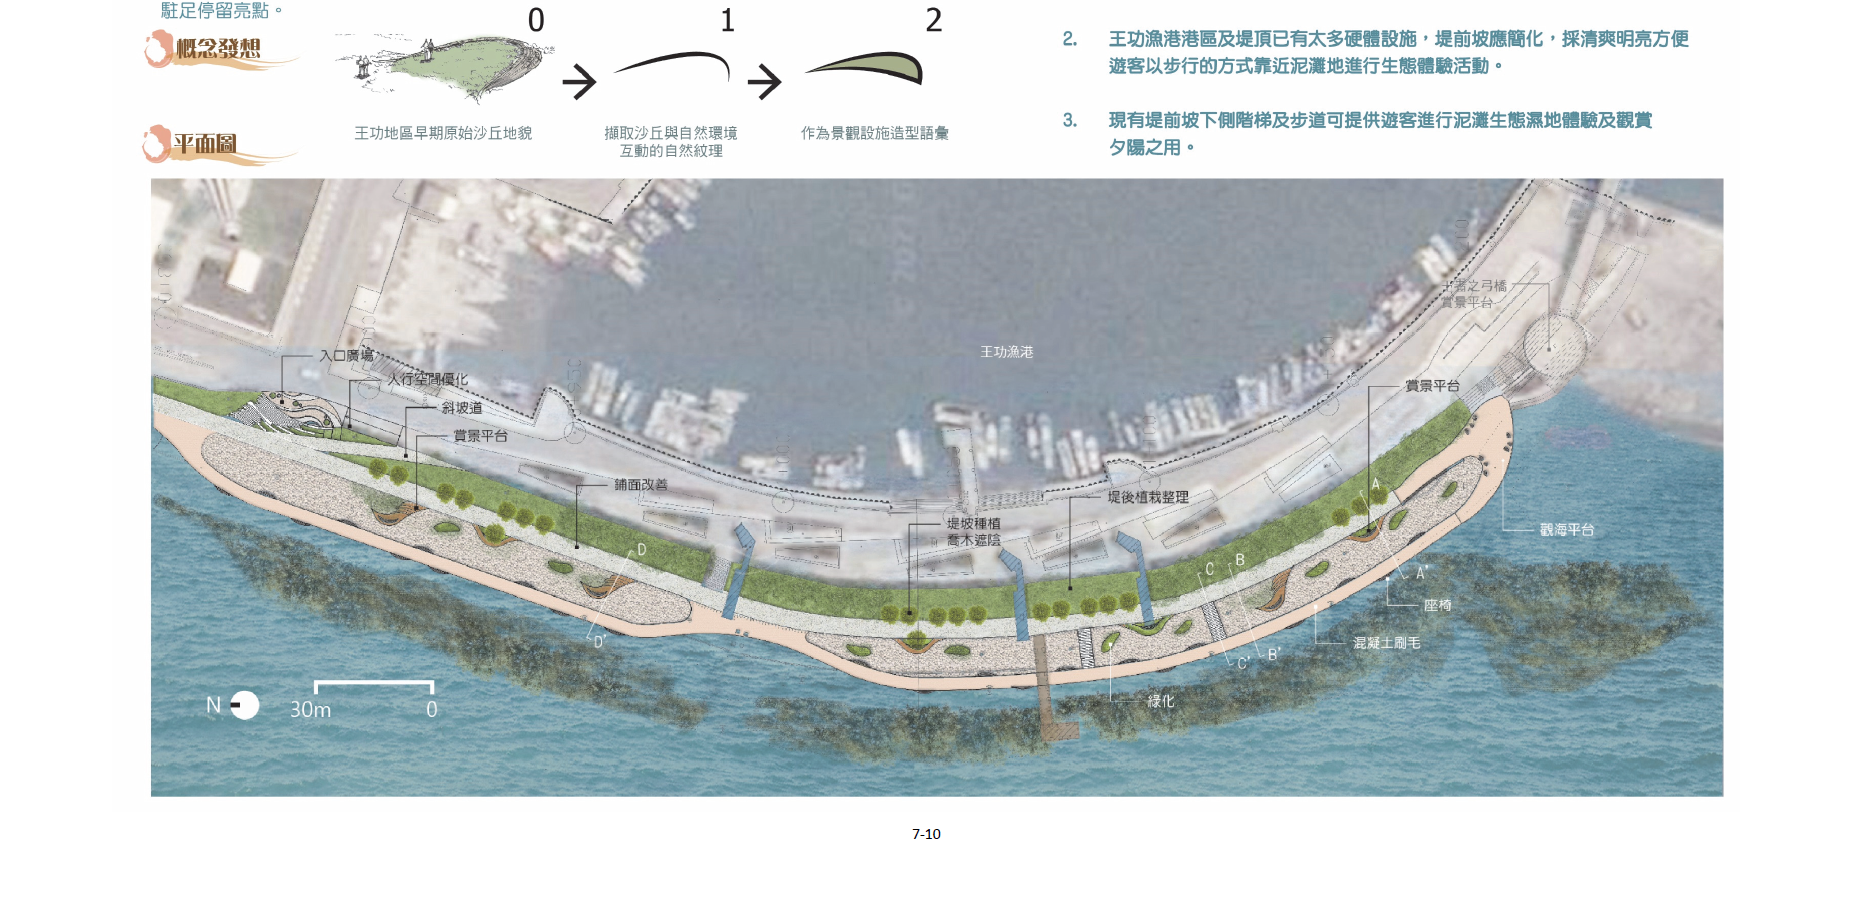 駐足停留亮點。
概念發想
0
1
2
王功地區早期原始沙丘地貌
擷取沙丘與自然環境
互動的自然紋理
作為景觀設施造型語彙
2. 王功漁港港區及堤頂已有太多硬體設施，堤前坡應簡化，採清爽明亮方便
遊客以步行的方式靠近泥灘地進行生態體驗活動。
3. 現有堤前坡下側階梯及步道可提供遊客進行泥灘生態濕地體驗及觀賞
夕陽之用。
平面圖
王者之弓橋
賞景平台
王功漁港
入口廣場
人行空間優化
斜坡道
賞景平台
賞景平台
鋪面改善
堤後植栽整理
堤坡種植
喬木遮陰
觀海平台
A
A'
B
B'
C
C'
D
D'
座椅
混凝土刷毛
綠化
N
30m
0
7-10